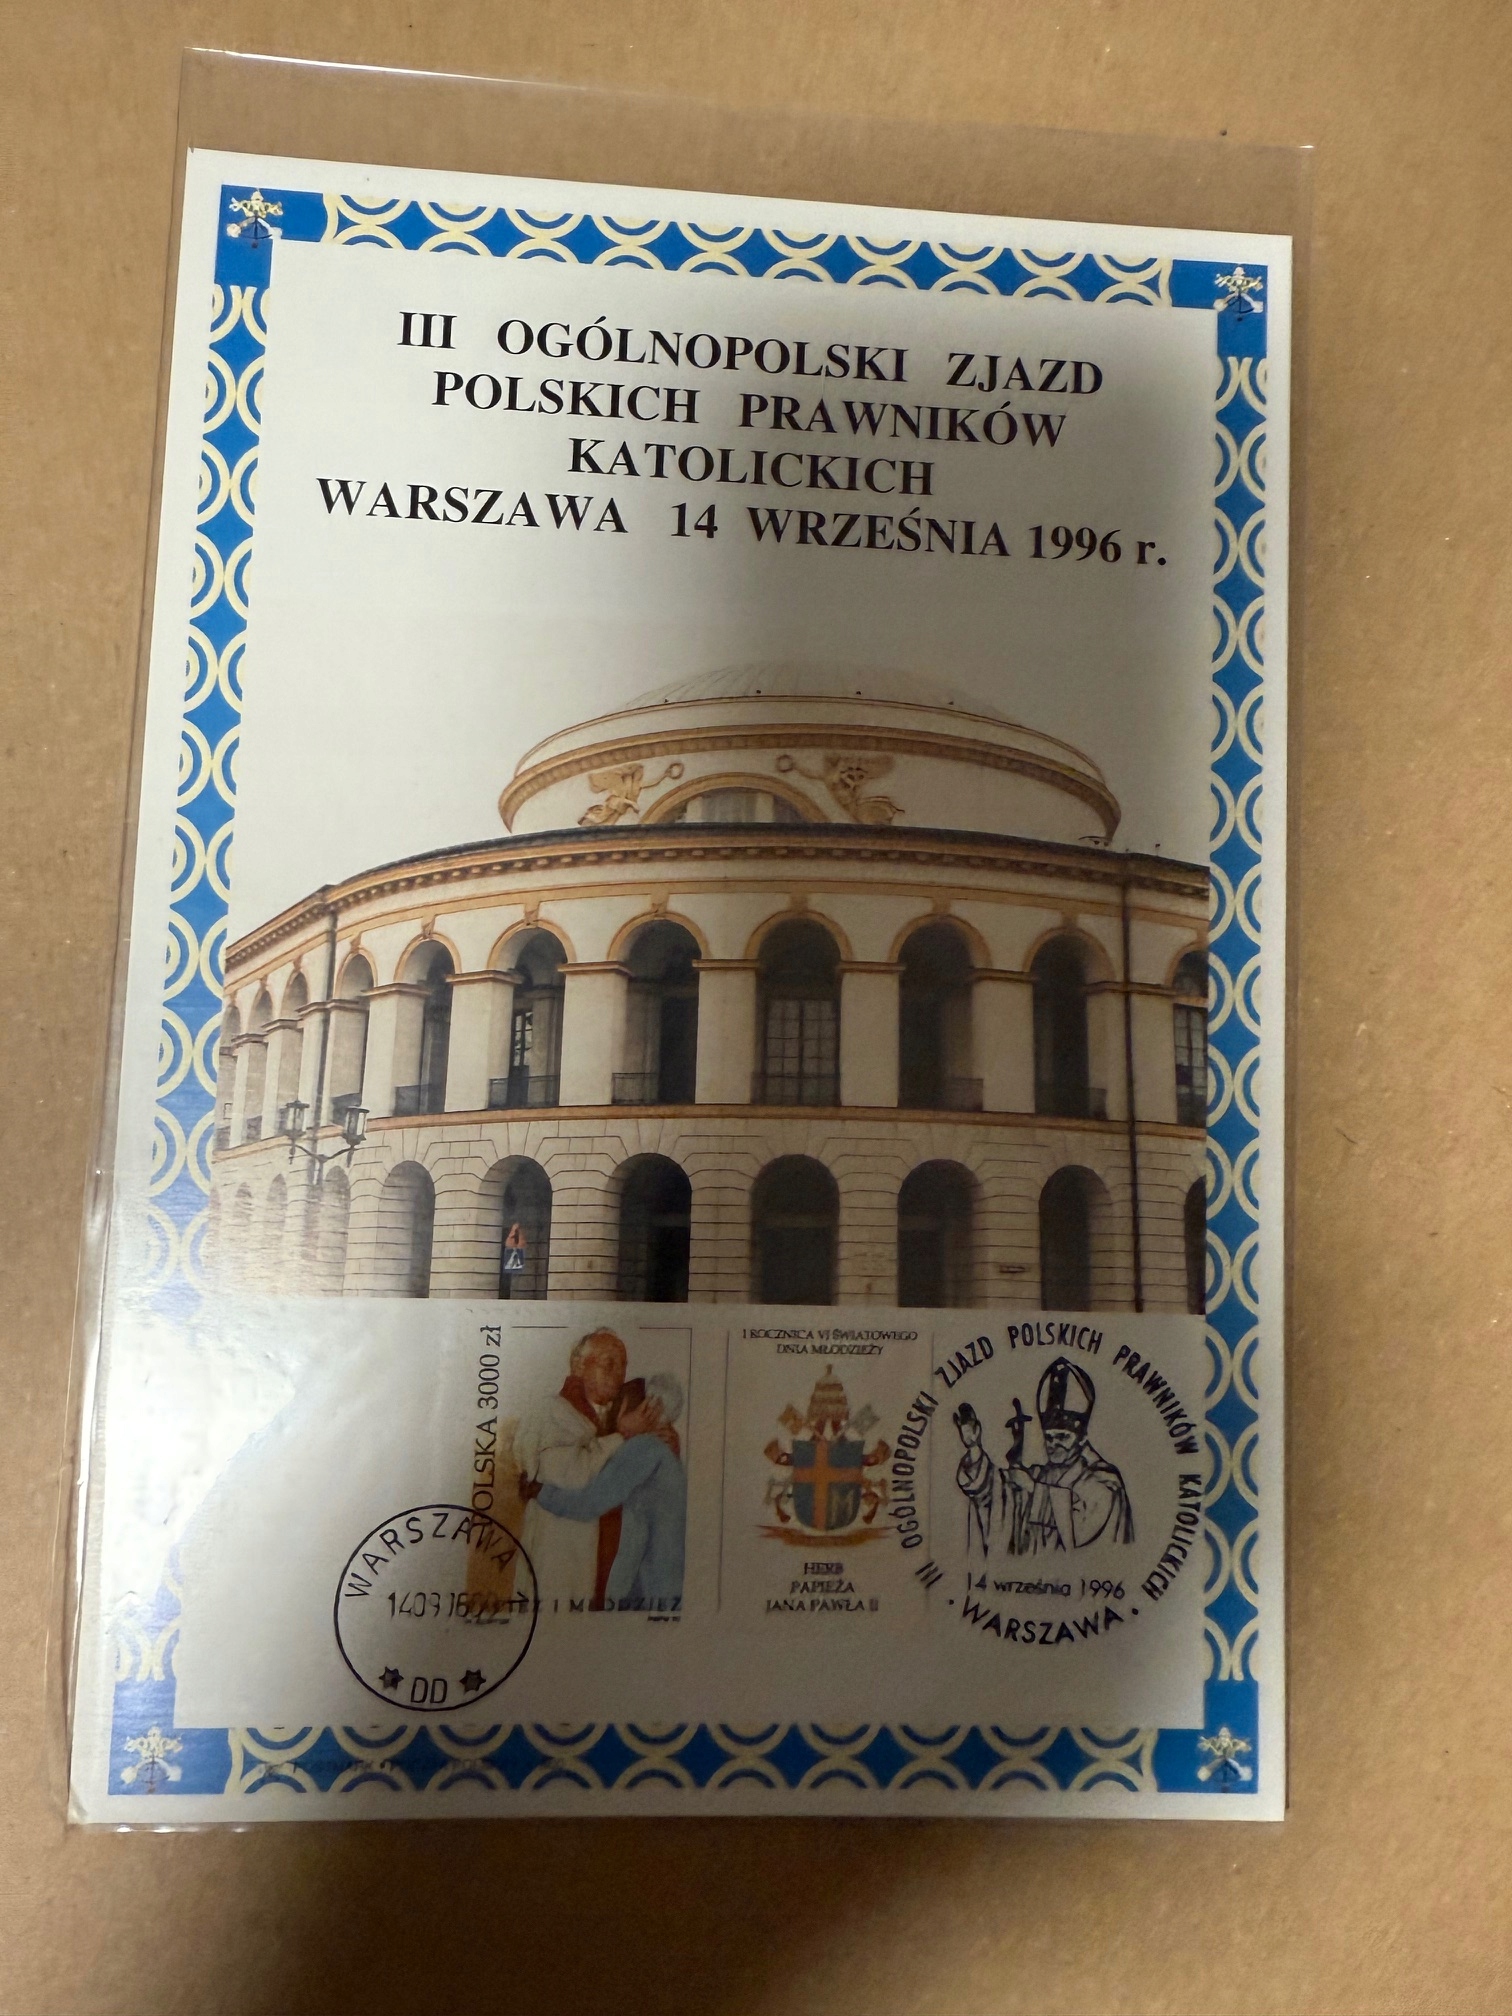 III OGÓLNOPOLSKI ZJAZD
POLSKICH PRAWNIKÓW
KATOLICKICH
WARSZAWA 14 WRZEŚNIA 1996 r.
POLSKA 3000 zł
I MŁODZIEŻ
I ROCZNICA VI ŚWIATOWEGO
DNIA MŁODZIEŻY
HERB
PAPIEŻA
JANA PAWŁA II
WARSZAWA
DD
III OGÓLNOPOLSKI ZJAZD POLSKICH PRAWNIKÓW KATOLICKICH
14 września 1996
WARSZAWA